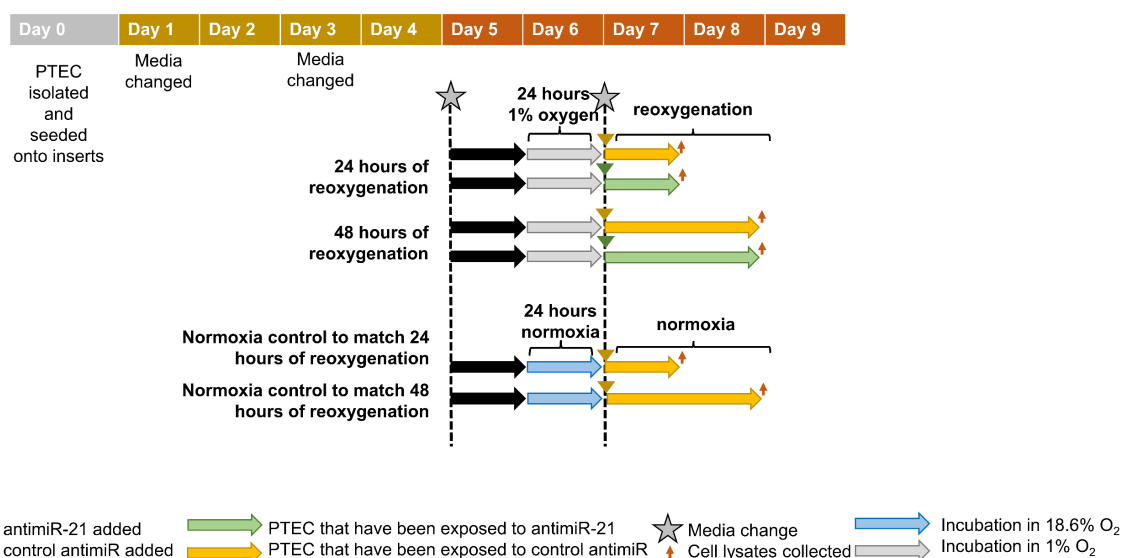 Day 0 Day 1 Day 2 Day 3 Day 4 Day 5 Day 6 Day 7 Day 8 Day 9
PTEC
isolated
and
seeded
onto inserts
Media
changed
Media
changed
24 hours
1% oxygen
reoxygenation
24 hours of
reoxygenation
48 hours of
reoxygenation
24 hours
normoxia
normoxia
Normoxia control to match 24
hours of reoxygenation
Normoxia control to match 48
hours of reoxygenation
antimiR-21 added
control antimiR added
PTEC that have been exposed to antimiR-21
PTEC that have been exposed to control antimiR
Media change
Cell lysates collected
Incubation in 18.6% O₂
Incubation in 1% O₂